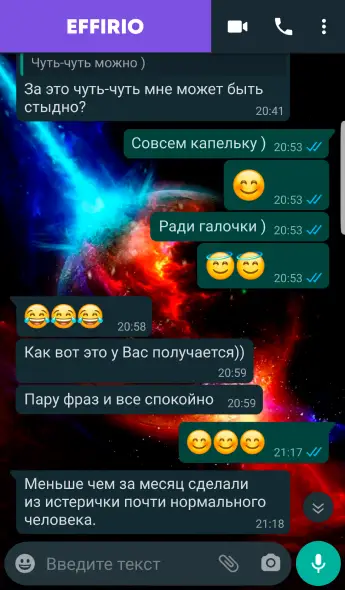 EFFIRIO
Чуть-чуть можно )
За это чуть-чуть мне может быть
стыдно?
20:41
Совсем капельку )
20:53
20:53
Ради галочки )
20:53
20:53
20:58
Как вот это у Вас получается))
20:59
Пару фраз и все спокойно
20:59
21:17
Меньше чем за месяц сделали
из истерички почти нормального
человека.
21:18
Введите текст